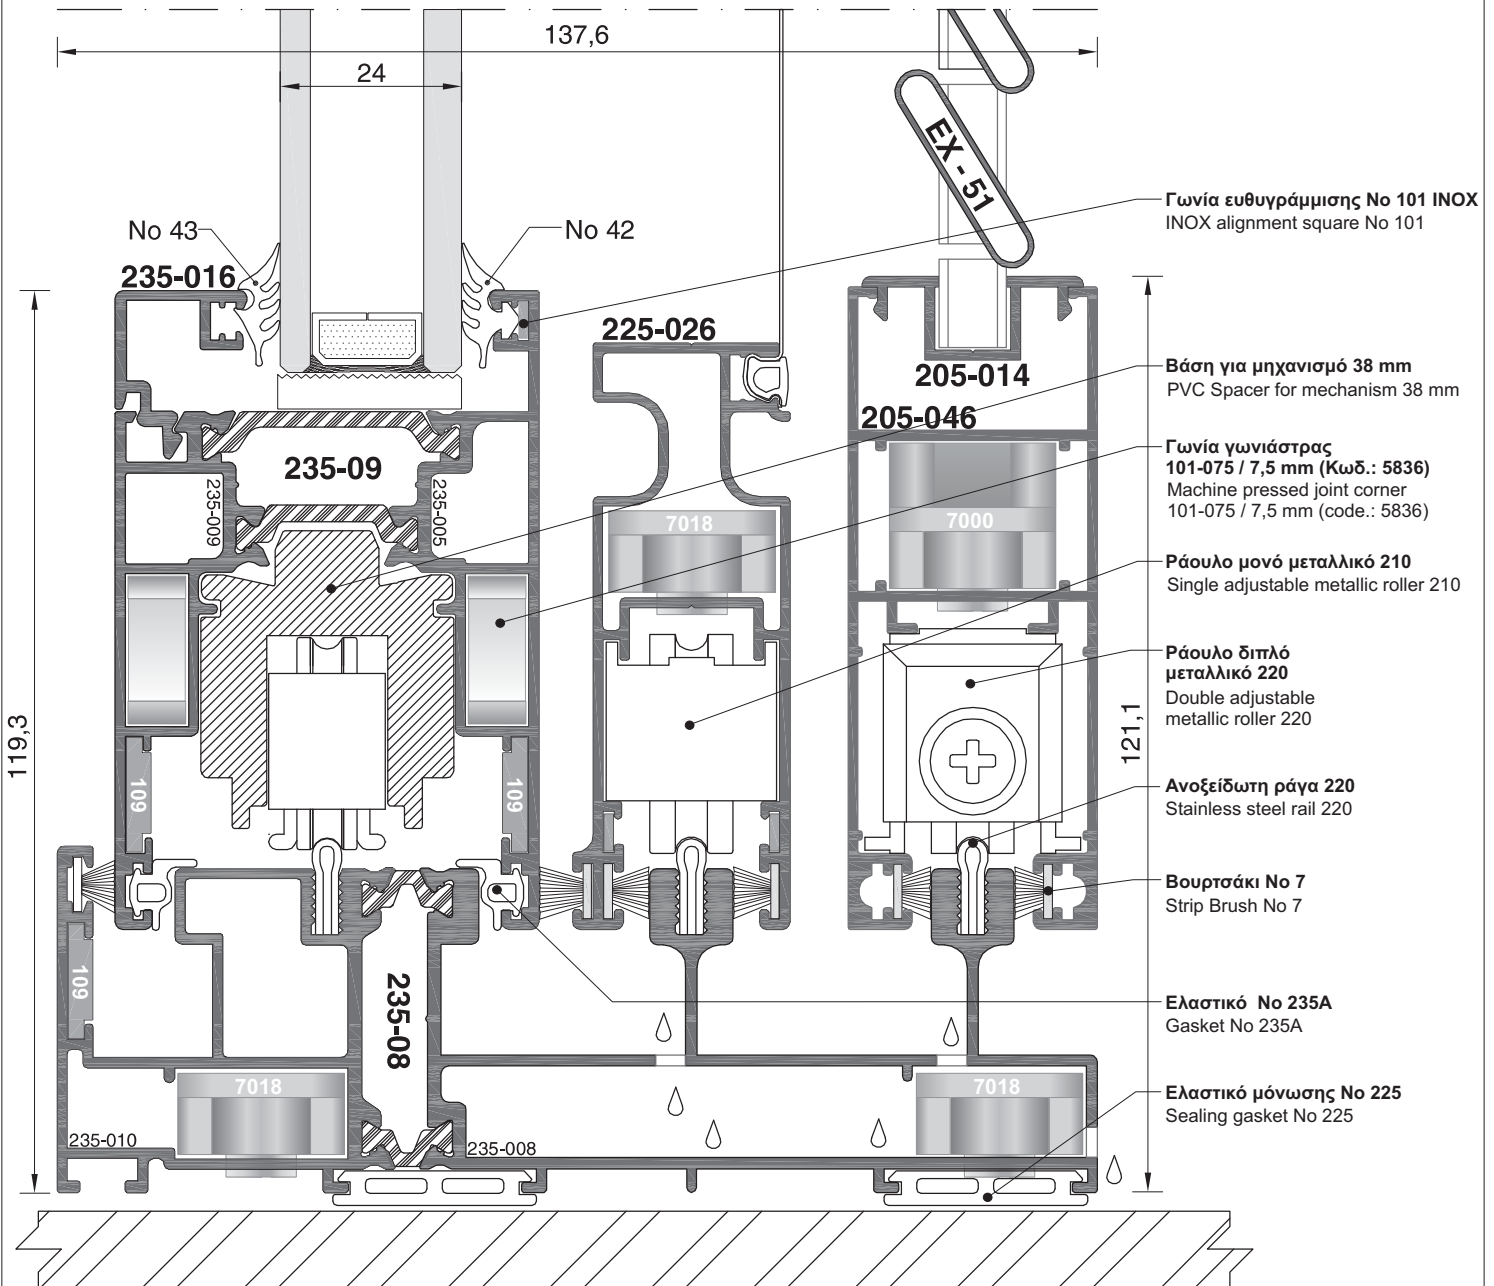 137,6
24
EX - 51
No 43
No 42
235-016
225-026
205-014
205-046
235-09
235-009
235-005
7018
7000
119,3
121,1
109
109
109
235-08
7018
7018
235-010
235-008
Γωνία ευθυγράμμισης No 101 INOX
INOX alignment square No 101
Βάση για μηχανισμό 38 mm
PVC Spacer for mechanism 38 mm
Γωνία γωνιάστρας
101-075 / 7,5 mm (Κωδ.: 5836)
Machine pressed joint corner
101-075 / 7,5 mm (code.: 5836)
Ράουλο μονό μεταλλικό 210
Single adjustable metallic roller 210
Ράουλο διπλό
μεταλλικό 220
Double adjustable
metallic roller 220
Ανοξείδωτη ράγα 220
Stainless steel rail 220
Βουρτσάκι No 7
Strip Brush No 7
Ελαστικό No 235A
Gasket No 235A
Ελαστικό μόνωσης No 225
Sealing gasket No 225